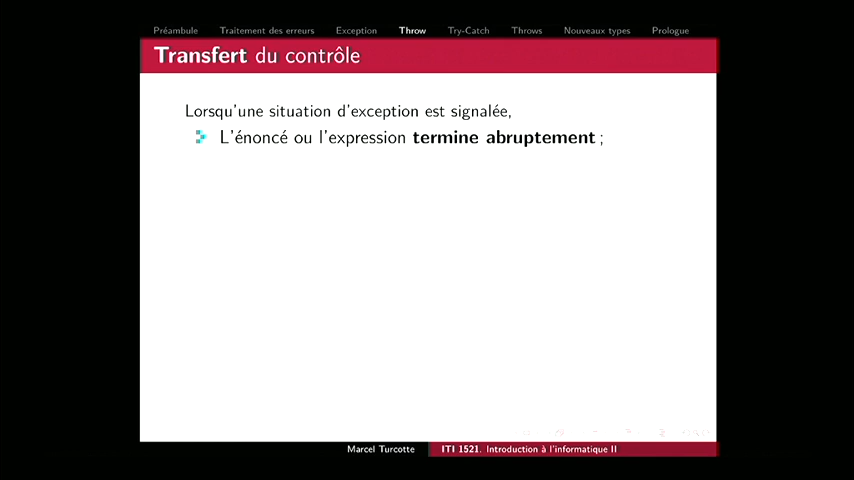 Préambule Traitement des erreurs Exception Throw Try-Catch Throws Nouveaux types Prologue
Transfert du contrôle
Lorsqu'une situation d'exception est signalée,
L'énoncé ou l'expression termine abruptement ;
Marcel Turcotte ITI 1521. Introduction à l'informatique II